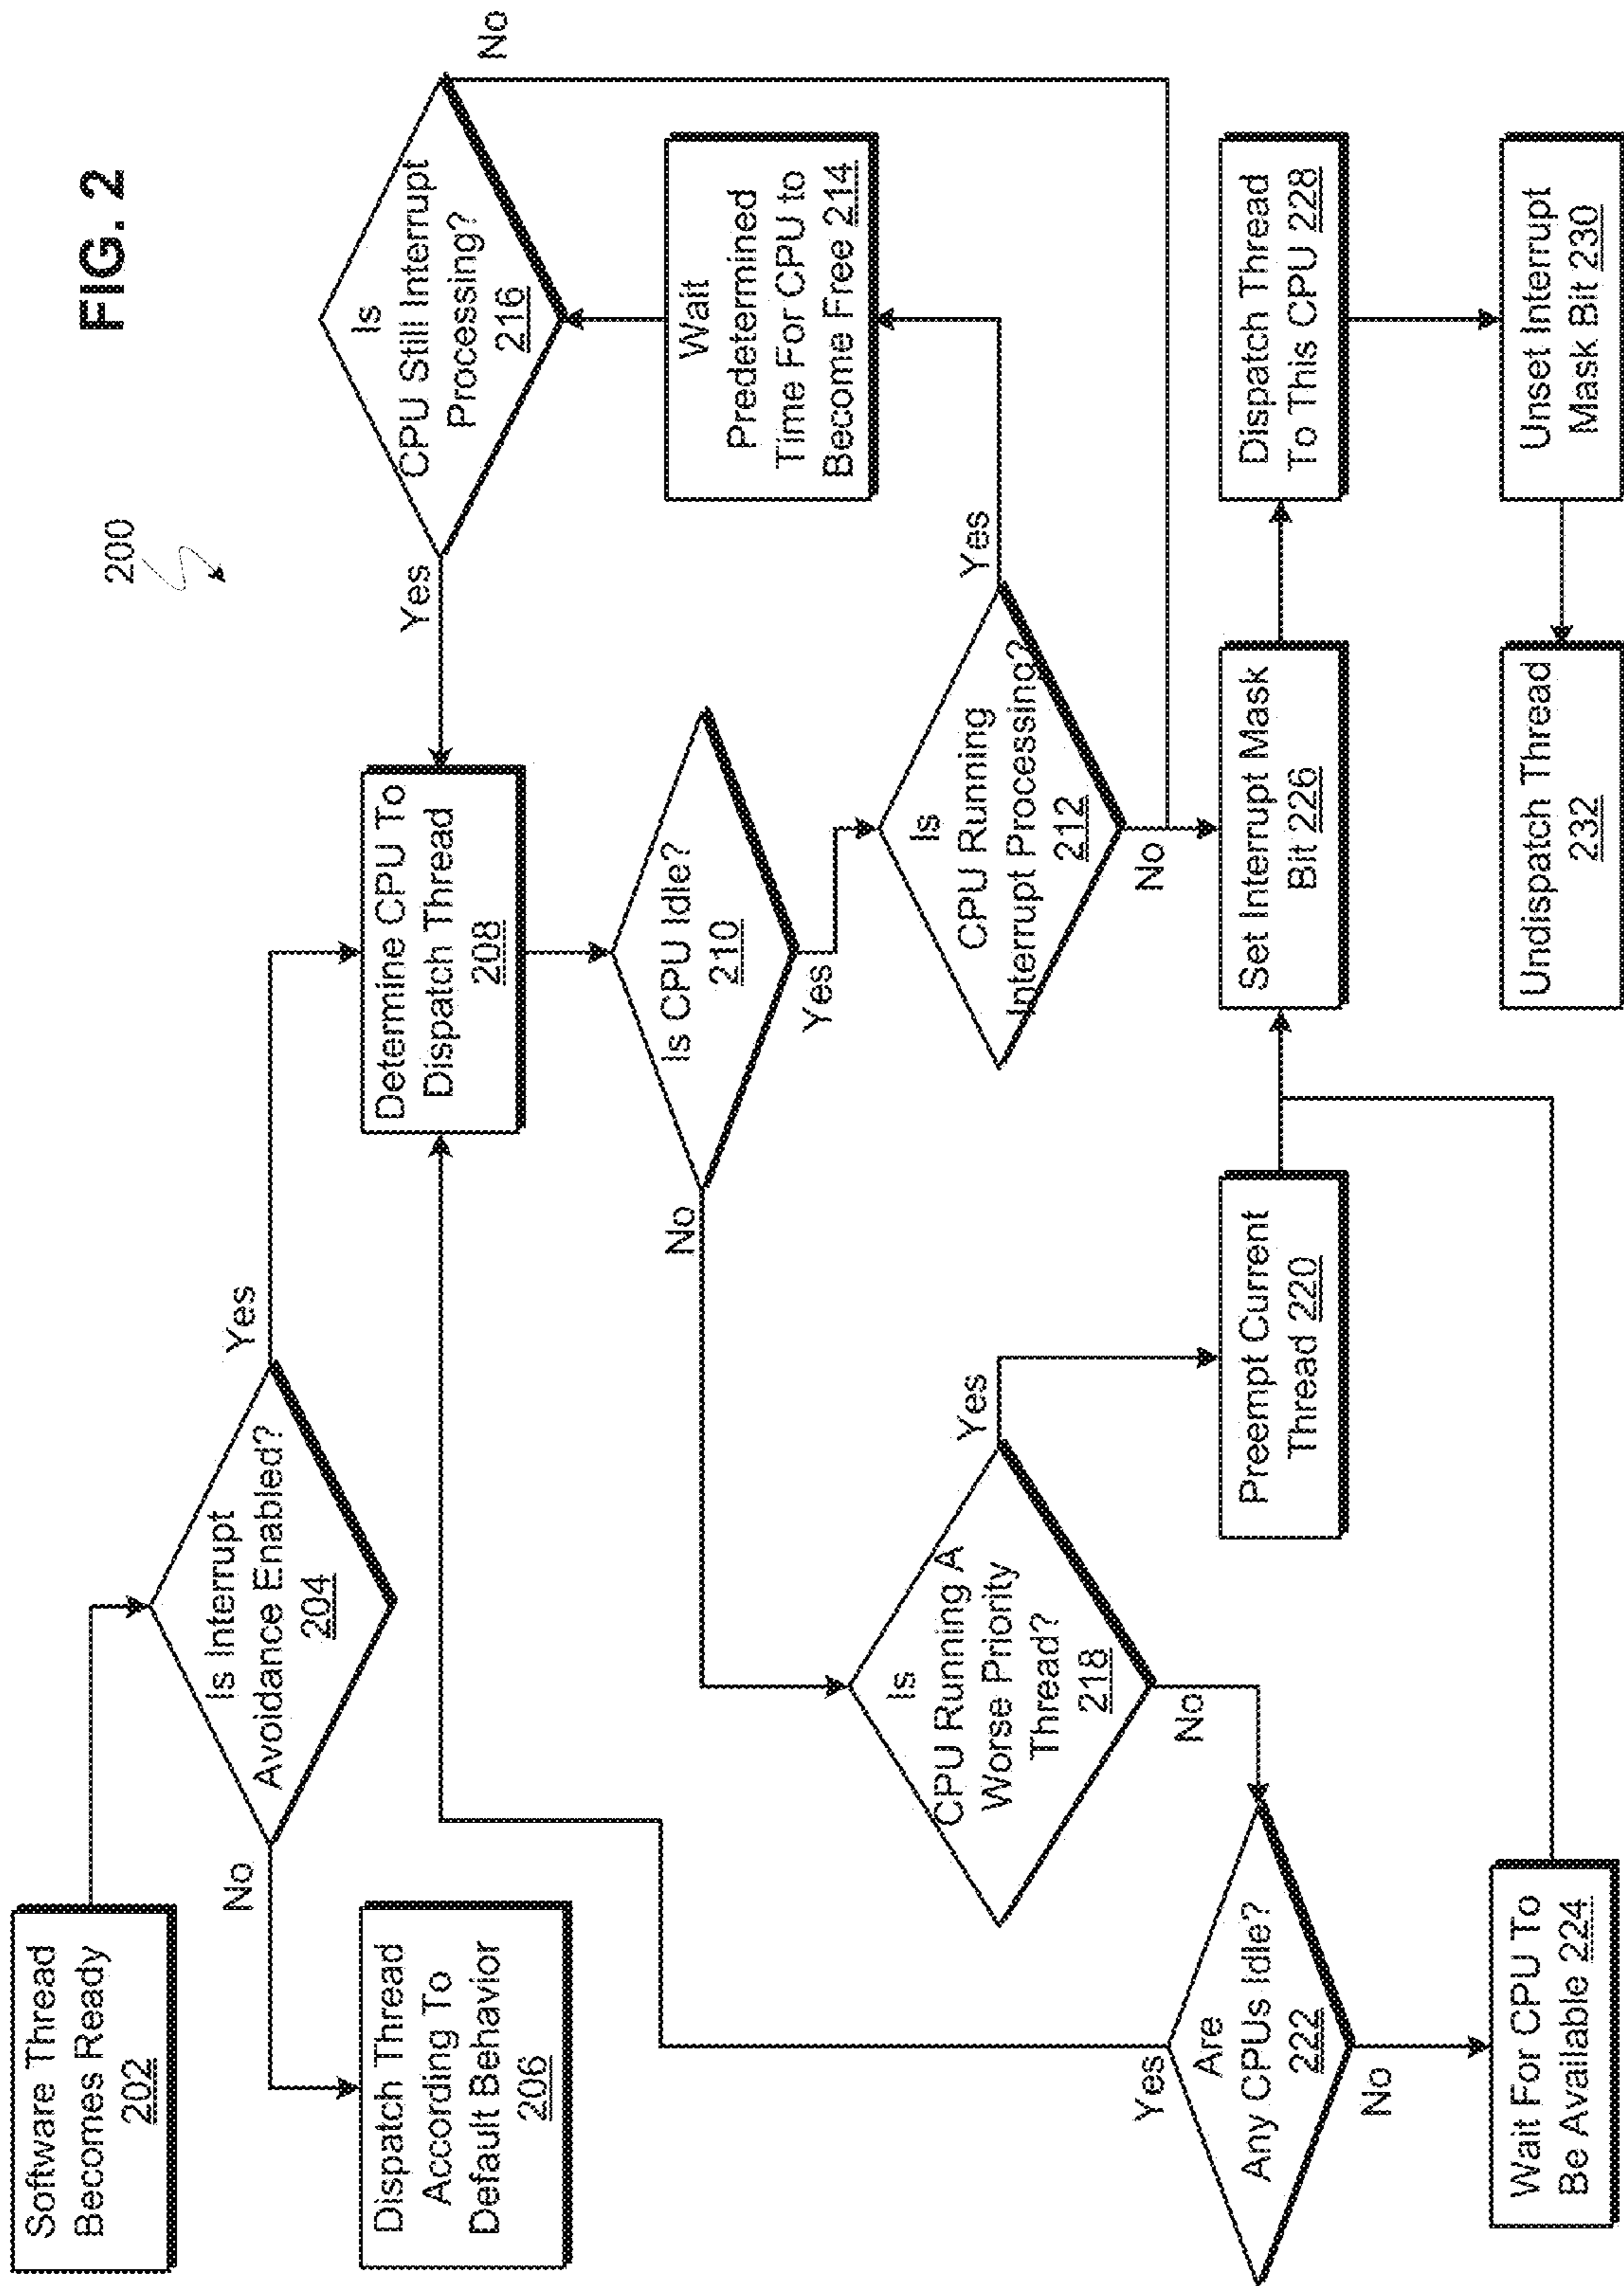 FIG. 2
200
Software Thread
Becomes Ready
202
Is Interrupt
Avoidance Enabled?
204
Yes
No
Dispatch Thread
According To
Default Behavior
206
Determine CPU To
Dispatch Thread
208
Is CPU Idle?
210
Yes
No
Is
CPU Running
Interrupt Processing?
212
Yes
No
Wait
Predetermined
Time For CPU to
Become Free 214
Is
CPU Still Interrupt
Processing?
216
Yes
No
Is
CPU Running A
Worse Priority
Thread?
218
Yes
No
Preempt Current
Thread 220
Are
Any CPUs Idle?
222
Yes
No
Wait For CPU To
Be Available 224
Set Interrupt Mask
Bit 226
Dispatch Thread
To This CPU 228
Unset Interrupt
Mask Bit 230
Undispatch Thread
232